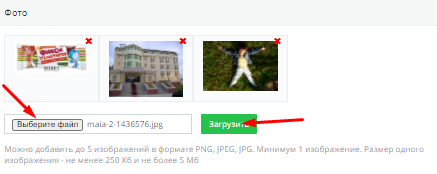 Фото
Выберите файл maia-2-1436576.jpg Загрузить
Можно добавить до 5 изображений в формате PNG, JPEG, JPG. Минимум 1 изображение. Размер одного
изображения - не менее 250 Кб и не более 5 Мб